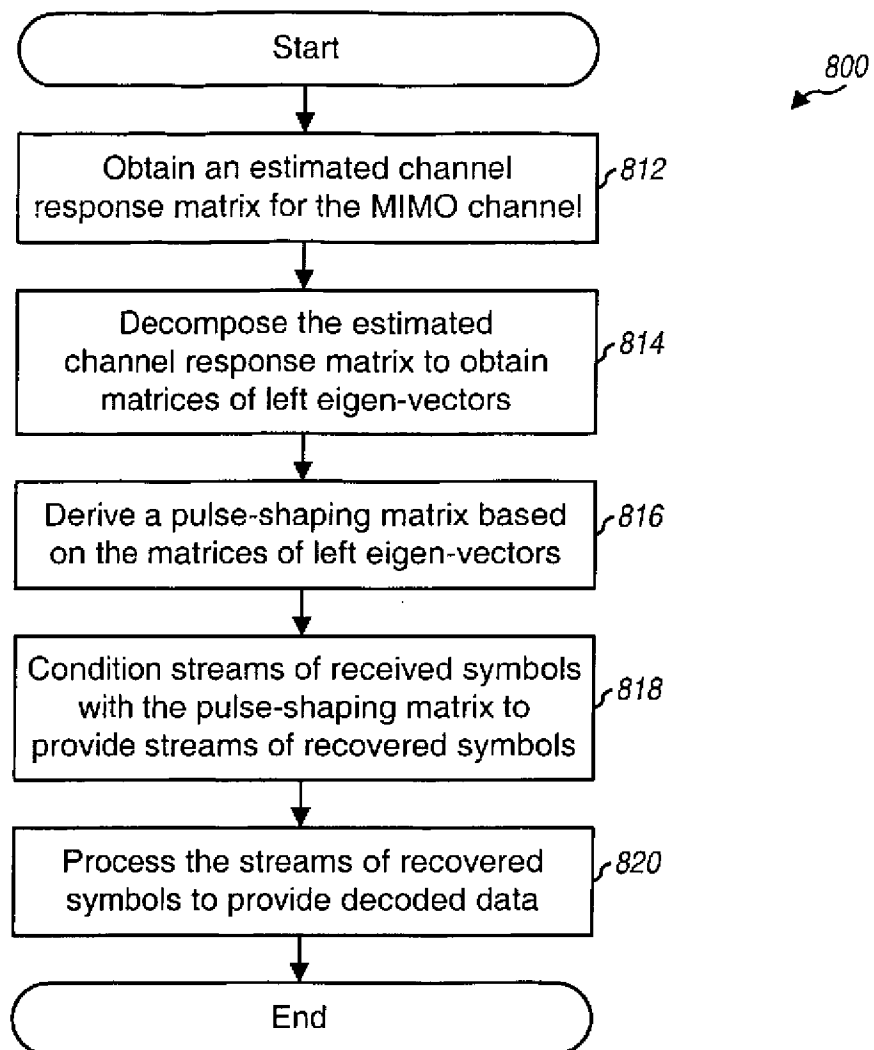 Start
800
Obtain an estimated channel
response matrix for the MIMO channel
812
Decompose the estimated
channel response matrix to obtain
matrices of left eigen-vectors
814
Derive a pulse-shaping matrix based
on the matrices of left eigen-vectors
816
Condition streams of received symbols
with the pulse-shaping matrix to
provide streams of recovered symbols
818
Process the streams of recovered
symbols to provide decoded data
820
End